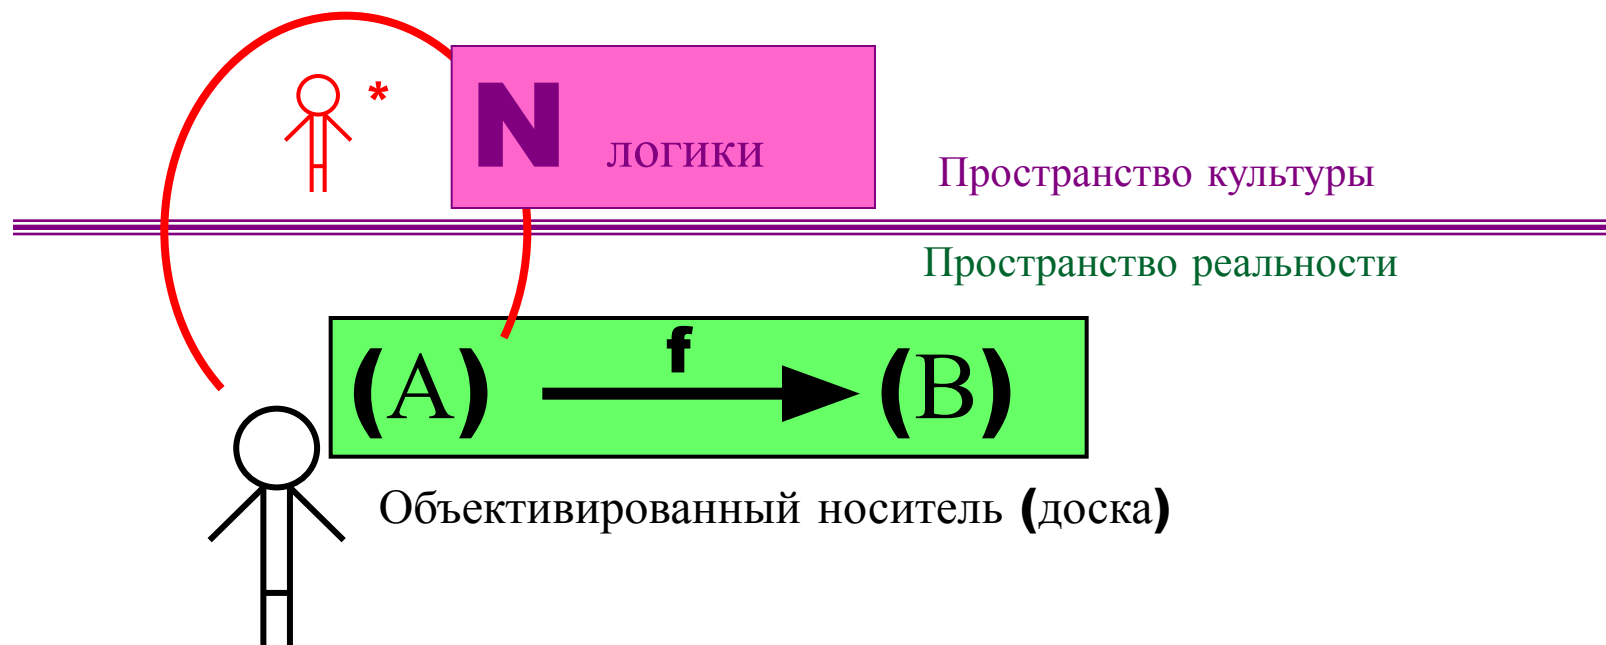 *
N логики
Пространство культуры
Пространство реальности
f
(А) (В)
Объективированный носитель (доска)